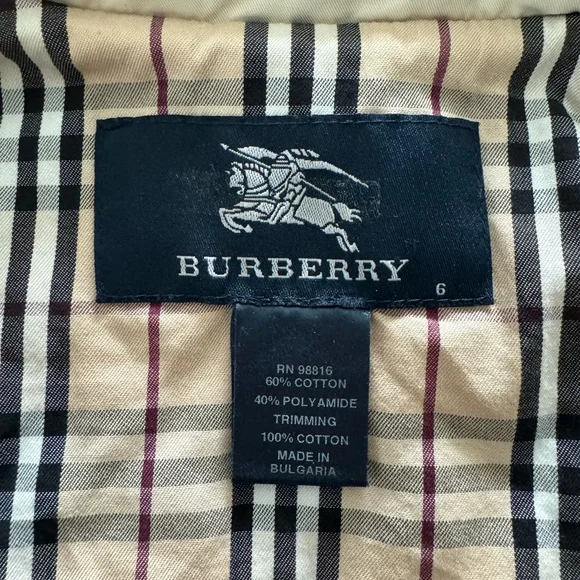 BURBERRY
6
RN 98816
60% COTTON
40% POLYAMIDE
TRIMMING
100% COTTON
MADE IN
BULGARIA